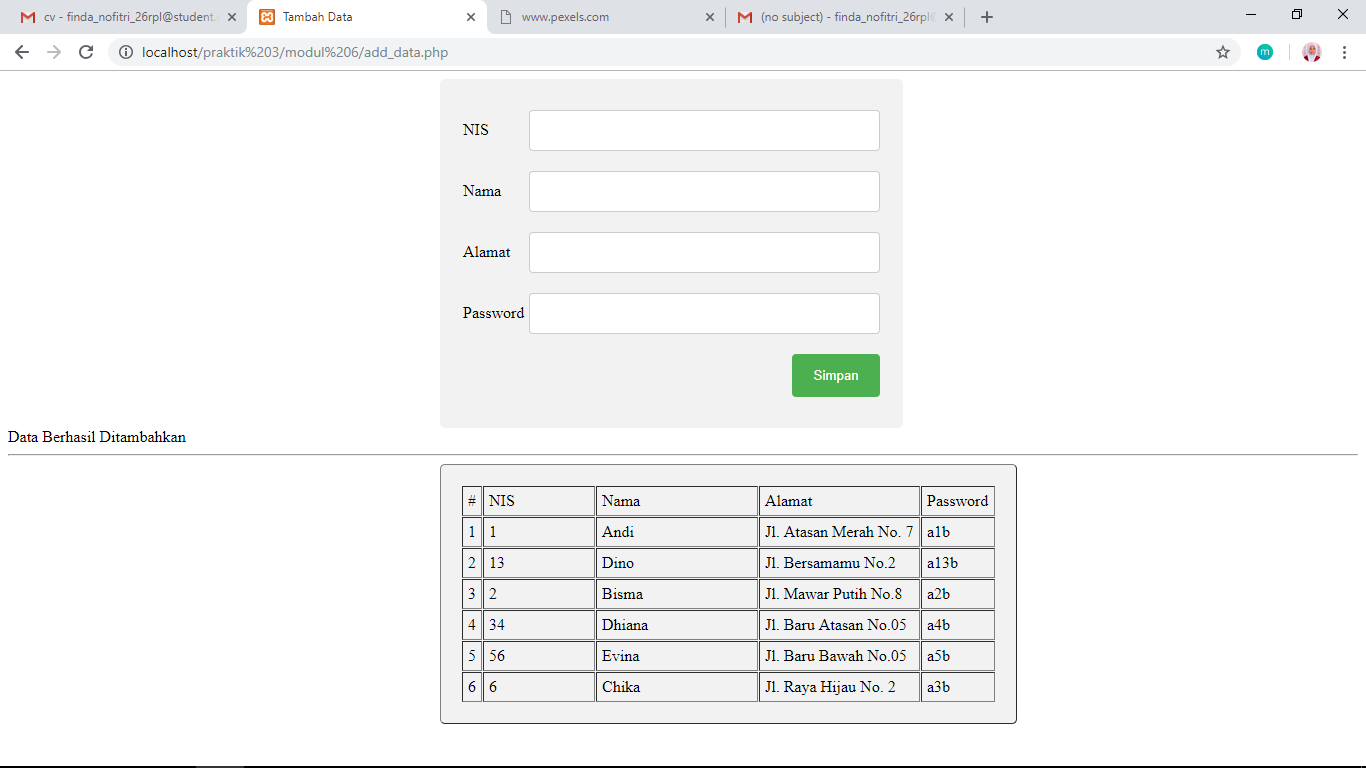 cv - finda_nofitri_26rpl@student. Tambah Data www.pexels.com (no subject) - finda_nofitri_26rpl@
localhost/praktik%203/modul%206/add_data.php m
NIS
Nama
Alamat
Password
Simpan
Data Berhasil Ditambahkan
# NIS Nama Alamat Password
1 1 Andi Jl. Atasan Merah No. 7 a1b
2 13 Dino Jl. Bersamamu No.2 a13b
3 2 Bisma Jl. Mawar Putih No.8 a2b
4 34 Dhiana Jl. Baru Atasan No.05 a4b
5 56 Evina Jl. Baru Bawah No.05 a5b
6 6 Chika Jl. Raya Hijau No. 2 a3b